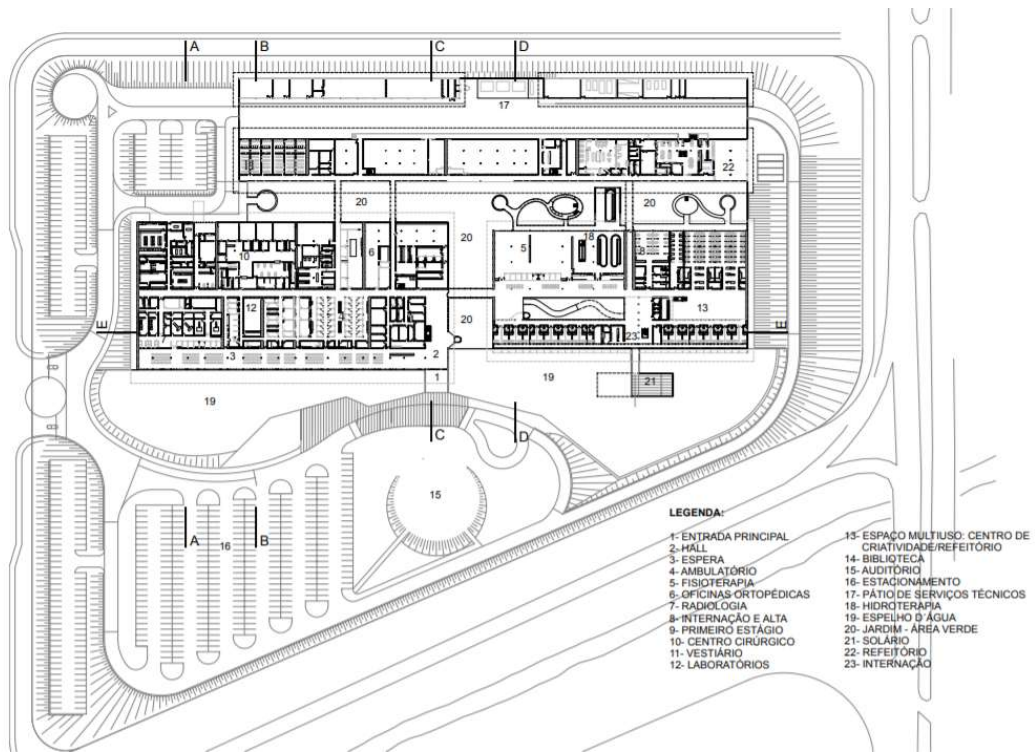 A
B
C
D
17
22
20
20
10
6
20
5
18
8
12
20
13
E
E
7
3
2
23
1
19
19
21
C
D
15
A
B
16
LEGENDA:
1- ENTRADA PRINCIPAL
2- HALL
3- ESPERA
4- AMBULATÓRIO
5- FISIOTERAPIA
6- OFICINAS ORTOPÉDICAS
7- RADIOLOGIA
8- INTERNAÇÃO E ALTA
9- PRIMEIRO ESTÁGIO
10- CENTRO CIRÚRGICO
11- VESTIÁRIO
12- LABORATÓRIOS
13- ESPAÇO MULTIUSO: CENTRO DE
CRIATIVIDADE/REFEITÓRIO
14- BIBLIOTECA
15- AUDITÓRIO
16- ESTACIONAMENTO
17- PÁTIO DE SERVIÇOS TÉCNICOS
18- HIDROTERAPIA
19- ESPELHO D'ÁGUA
20- JARDIM - ÁREA VERDE
21- SOLÁRIO
22- REFEITÓRIO
23- INTERNAÇÃO